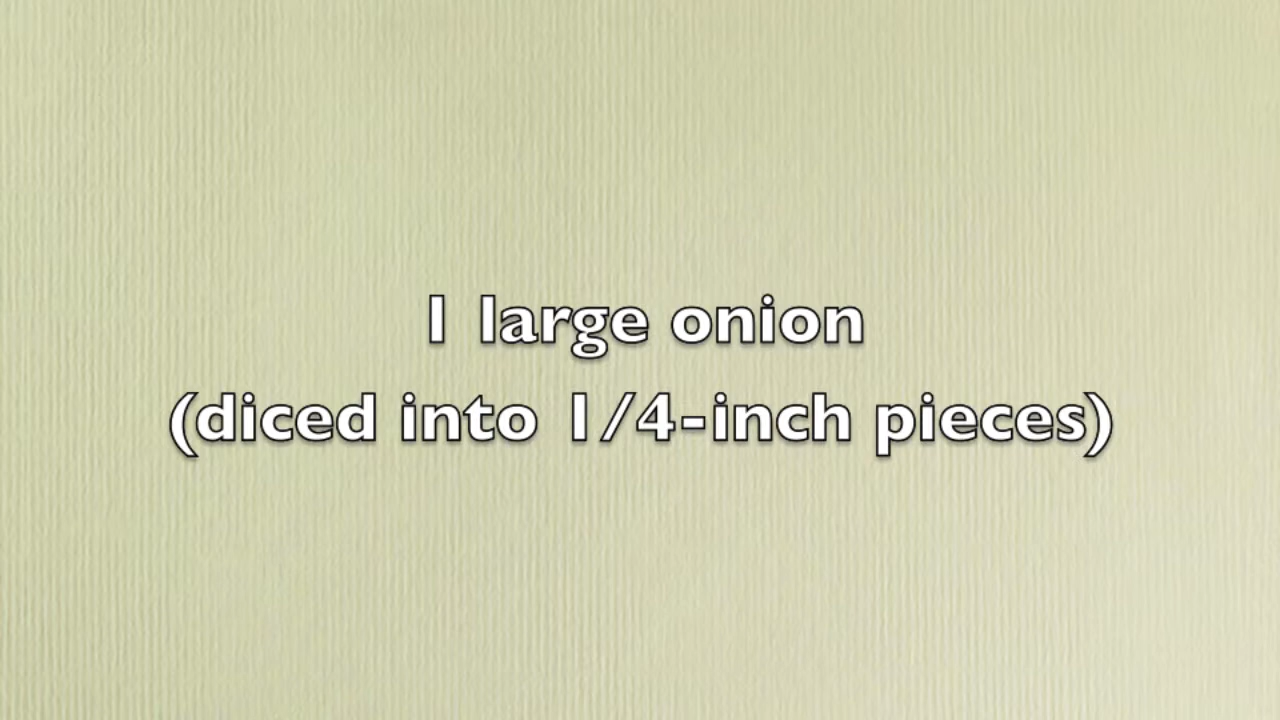 1 large onion
(diced into 1/4-inch pieces)